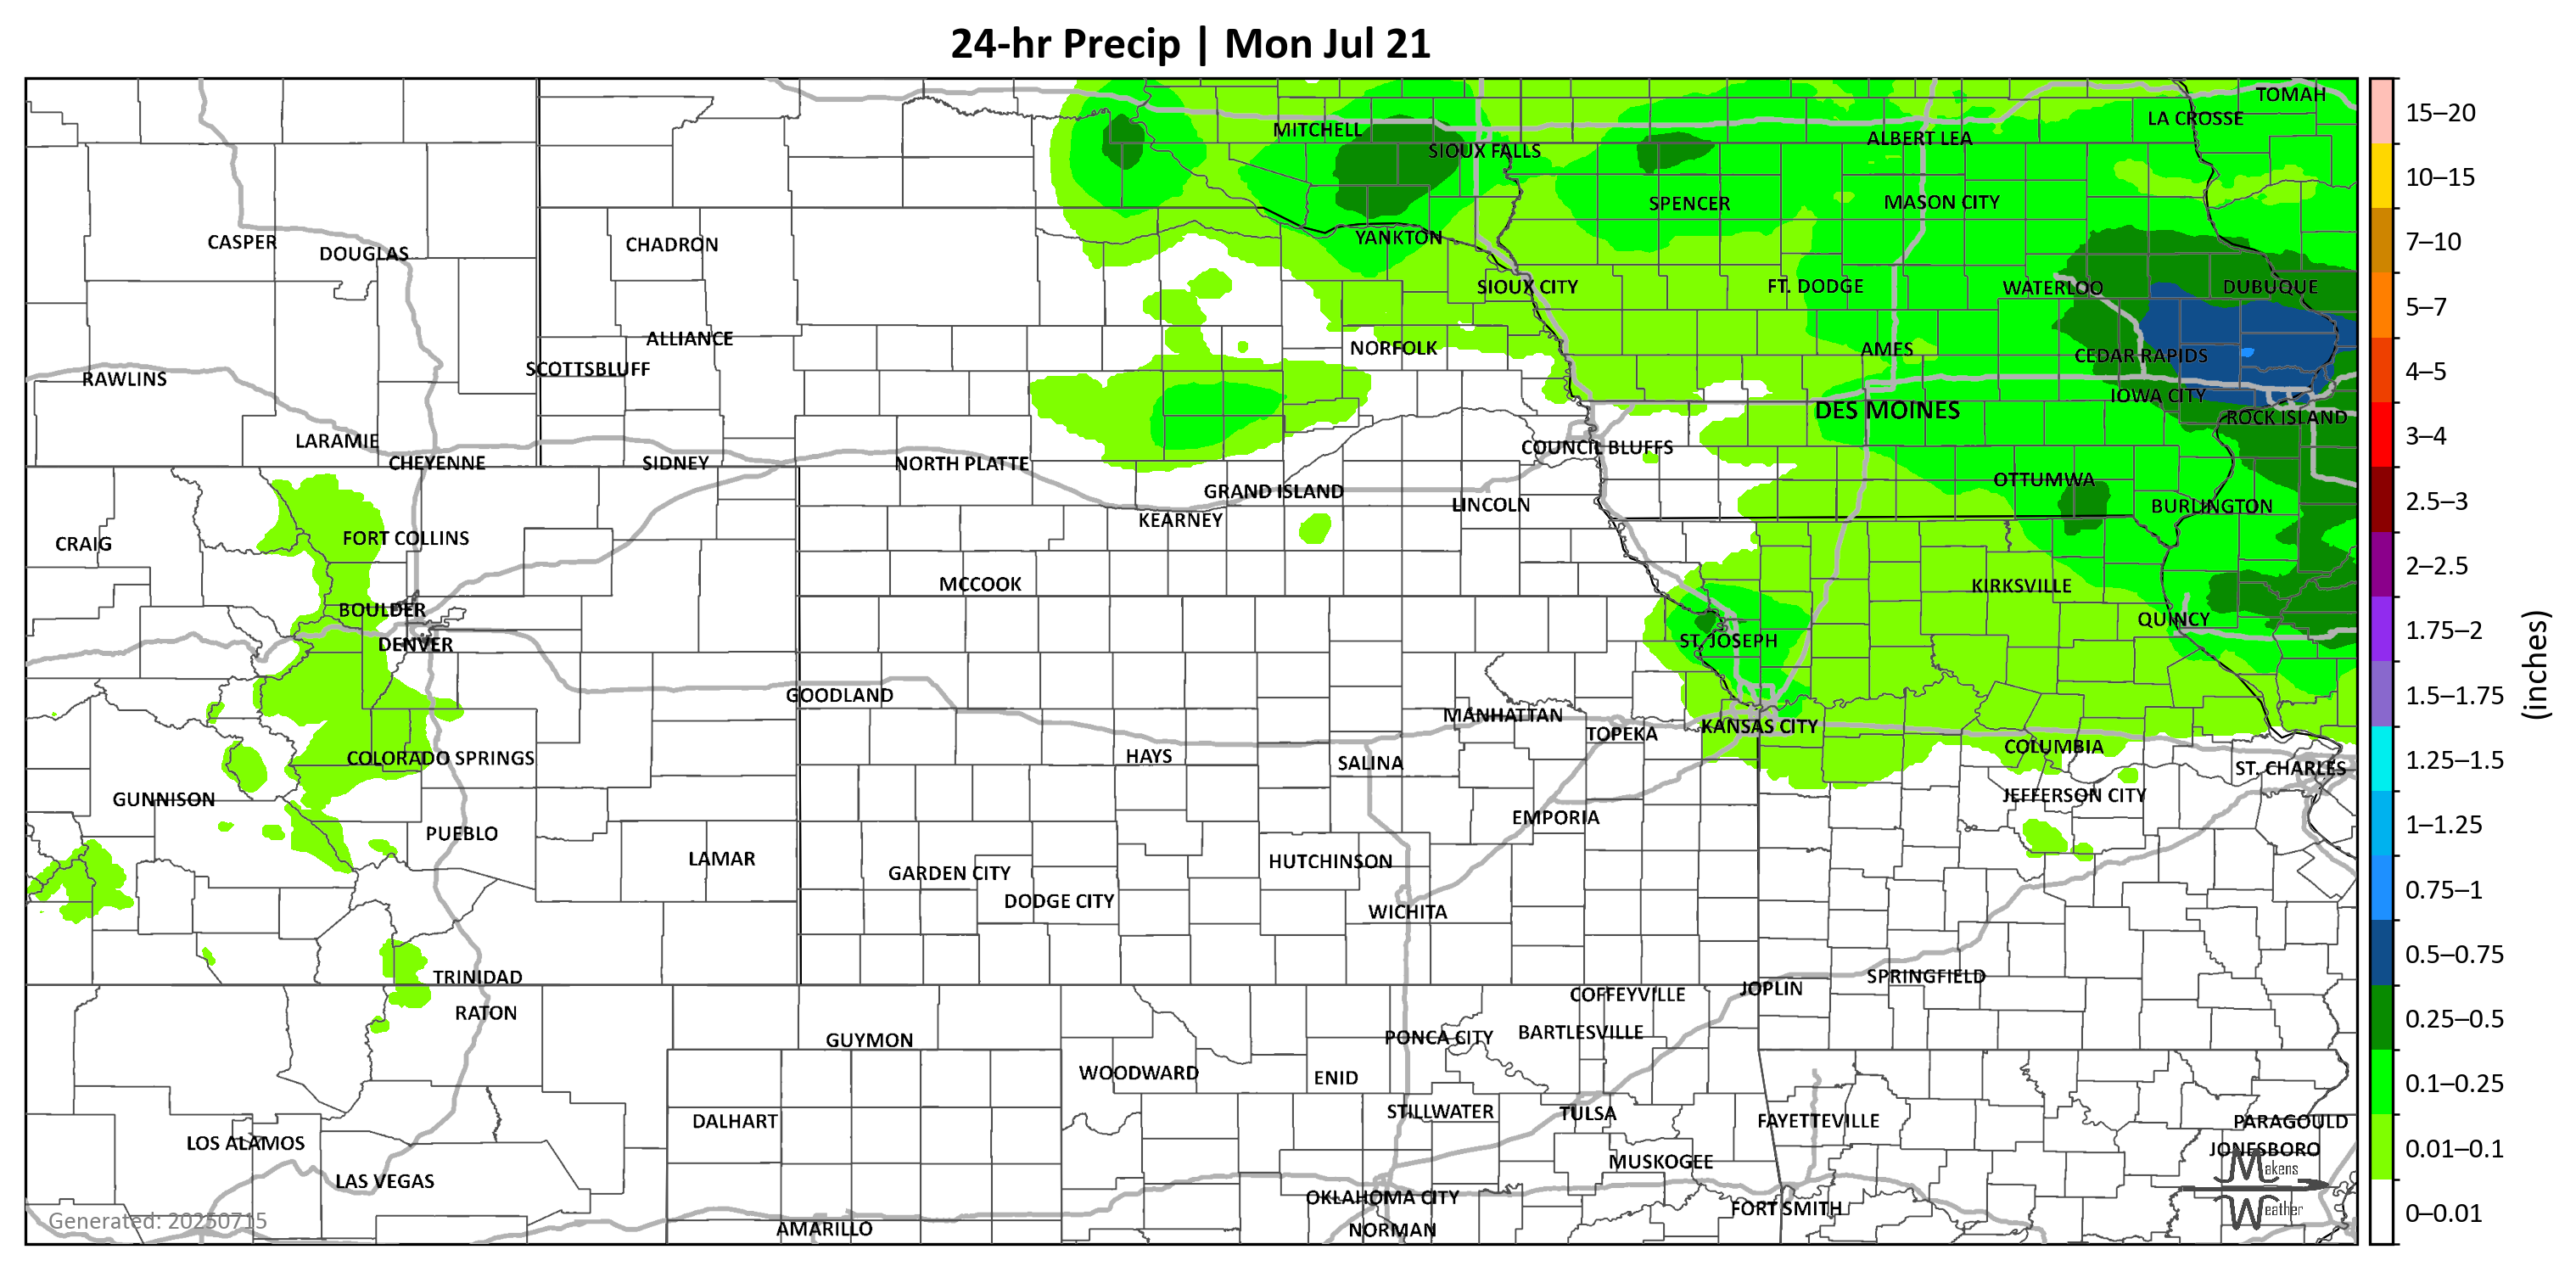 24-hr Precip | Mon Jul 21
TOMAH
LA CROSSE
MITCHELL
ALBERT LEA
SIOUX FALLS
SPENCER
MASON CITY
YANKTON
CASPER
CHADRON
DOUGLAS
SIOUX CITY
FT. DODGE
WATERLOO
DUBUQUE
ALLIANCE
NORFOLK
AMES
CEDAR RAPIDS
SCOTTSBLUFF
RAWLINS
IOWA CITY
DES MOINES
ROCK ISLAND
LARAMIE
COUNCIL BLUFFS
CHEYENNE
SIDNEY
NORTH PLATTE
OTTUMWA
GRAND ISLAND
LINCOLN
BURLINGTON
KEARNEY
FORT COLLINS
CRAIG
MCCOOK
KIRKSVILLE
BOULDER
QUINCY
DENVER
ST. JOSEPH
GOODLAND
MANHATTAN
KANSAS CITY
TOPEKA
COLUMBIA
COLORADO SPRINGS
HAYS
SALINA
ST. CHARLES
GUNNISON
JEFFERSON CITY
EMPORIA
PUEBLO
LAMAR
HUTCHINSON
GARDEN CITY
DODGE CITY
WICHITA
TRINIDAD
SPRINGFIELD
JOPLIN
COFFEYVILLE
RATON
BARTLESVILLE
PONCA CITY
GUYMON
WOODWARD
ENID
STILLWATER
TULSA
DALHART
FAYETTEVILLE
PARAGOULD
LOS ALAMOS
JONESBORO
MUSKOGEE
LAS VEGAS
OKLAHOMA CITY
FORT SMITH
AMARILLO
NORMAN
Generated: 20250715
Makens
Weather
15–20
10–15
7–10
5–7
4–5
3–4
2.5–3
2–2.5
1.75–2
1.5–1.75
1.25–1.5
1–1.25
0.75–1
0.5–0.75
0.25–0.5
0.1–0.25
0.01–0.1
0–0.01
(inches)